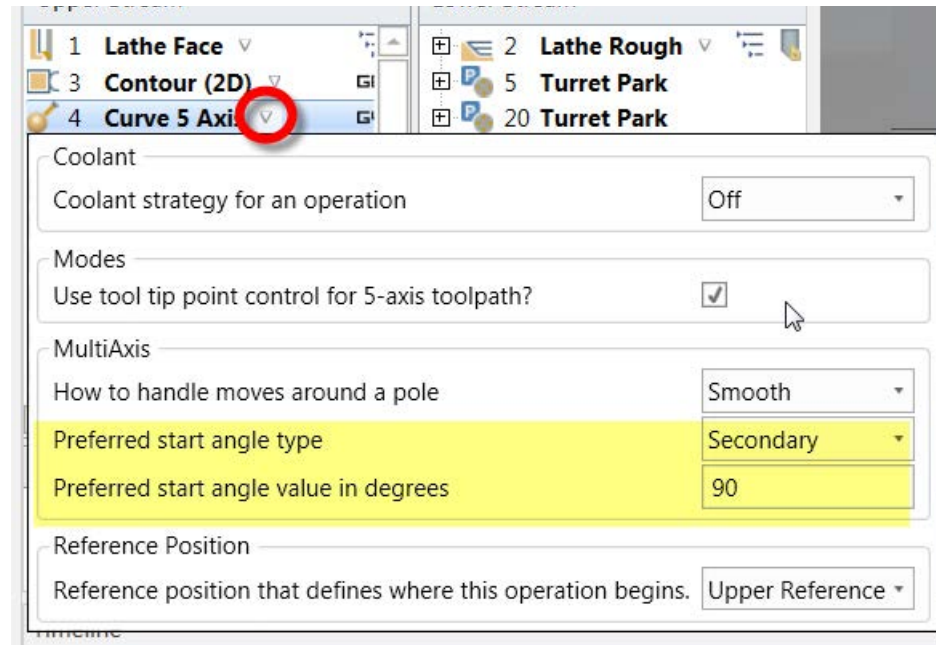 1 Lathe Face
3 Contour (2D)
4 Curve 5 Axis
2 Lathe Rough
5 Turret Park
20 Turret Park
Coolant
Coolant strategy for an operation Off
Modes
Use tool tip point control for 5-axis toolpath?
MultiAxis
How to handle moves around a pole Smooth
Preferred start angle type Secondary
Preferred start angle value in degrees 90
Reference Position
Reference position that defines where this operation begins. Upper Reference